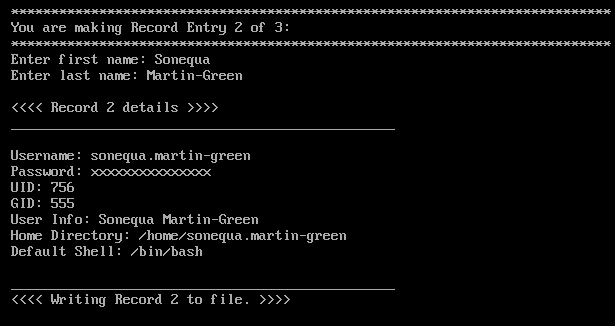 ***************************************************************************
You are making Record Entry 2 of 3:
***************************************************************************
Enter first name: Sonequa
Enter last name: Martin-Green
<<<< Record 2 details >>>>
________________________________________________
Username: sonequa.martin-green
Password: xxxxxxxxxxxxxxx
UID: 756
GID: 555
User Info: Sonequa Martin-Green
Home Directory: /home/sonequa.martin-green
Default Shell: /bin/bash
________________________________________________
<<<< Writing Record 2 to file. >>>>